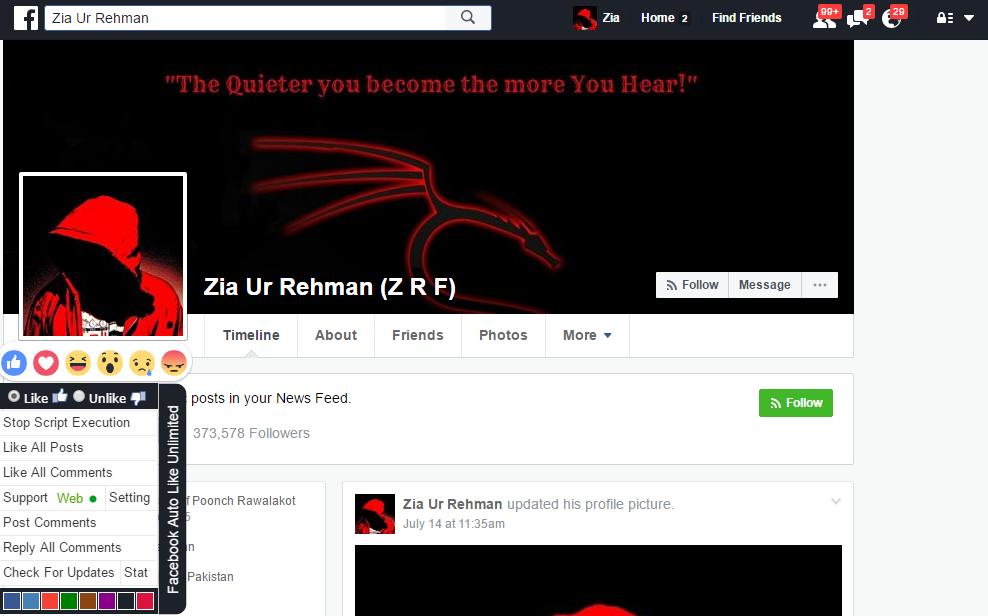 Zia Ur Rehman
Zia Home 2 Find Friends 99+ 2 29
"The Quieter you become the more You Hear!"
Zia Ur Rehman (Z R F)
Follow Message
Timeline About Friends Photos More
posts in your News Feed.
Follow
373,578 Followers
Like Unlike
Stop Script Execution
Like All Posts
Like All Comments
Support Web Setting
Post Comments
Reply All Comments
Check For Updates Stat
Facebook Auto Like Unlimited
f Poonch Rawalakot
Pakistan
Zia Ur Rehman updated his profile picture.
July 14 at 11:35am